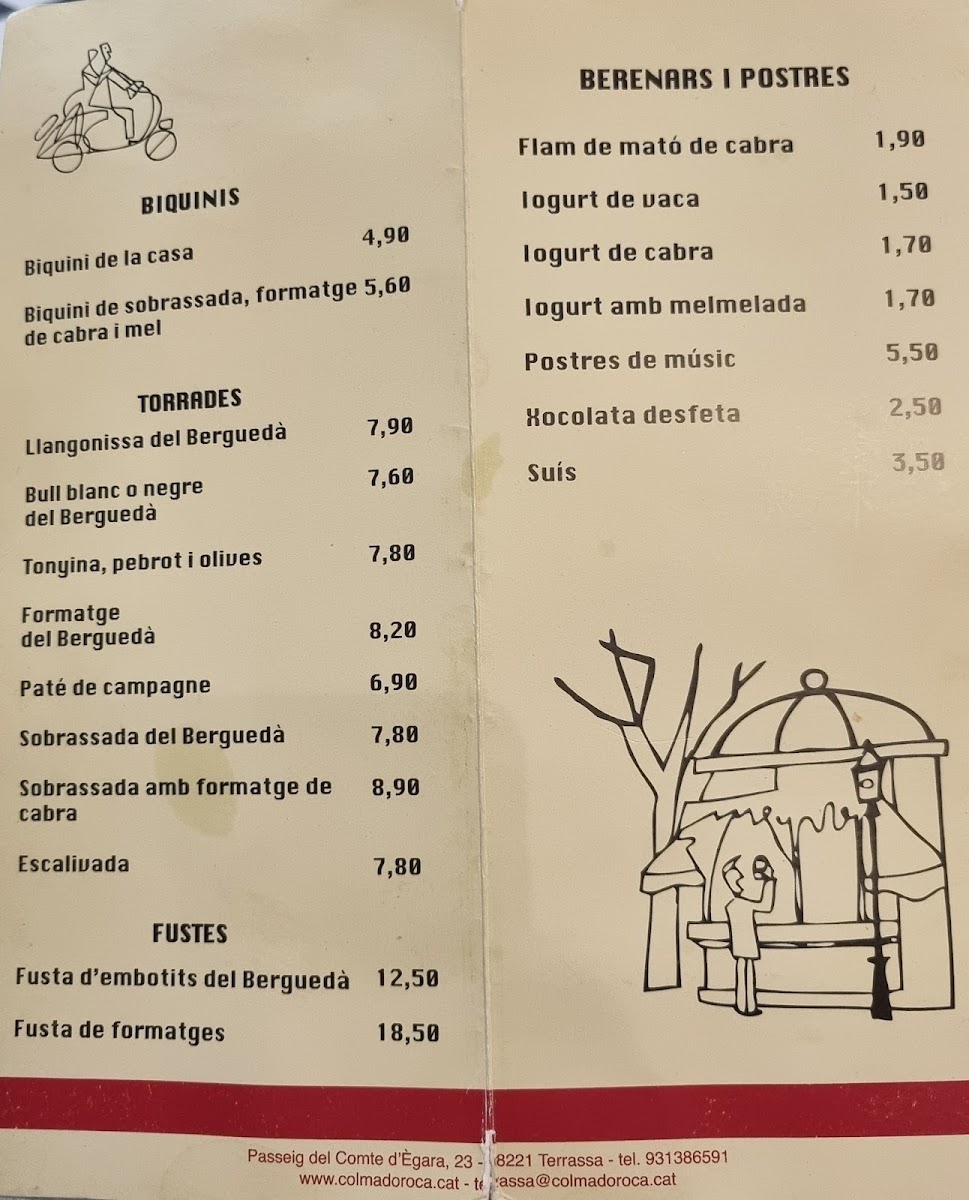 BIQUINIS
Biquini de la casa 4,90
Biquini de sobrassada, formatge 5,60
de cabra i mel
TORRADES
Llangonissa del Berguedà 7,90
Bull blanc o negre 7,60
del Berguedà
Tonyina, pebrot i olives 7,80
Formatge
del Berguedà 8,20
Paté de campagne 6,90
Sobrassada del Berguedà 7,80
Sobrassada amb formatge de 8,90
cabra
Escalivada 7,80
FUSTES
Fusta d'embotits del Berguedà 12,50
Fusta de formatges 18,50
BERENARS I POSTRES
Flam de mató de cabra 1,90
Iogurt de vaca 1,50
Iogurt de cabra 1,70
Iogurt amb melmelada 1,70
Postres de músic 5,50
Xocolata desfeta 2,50
Suís 3,50
Passeig del Comte d'Ègara, 23 - 8221 Terrassa - tel. 931386591
www.colmadoroca.cat - te rassa@colmadoroca.cat